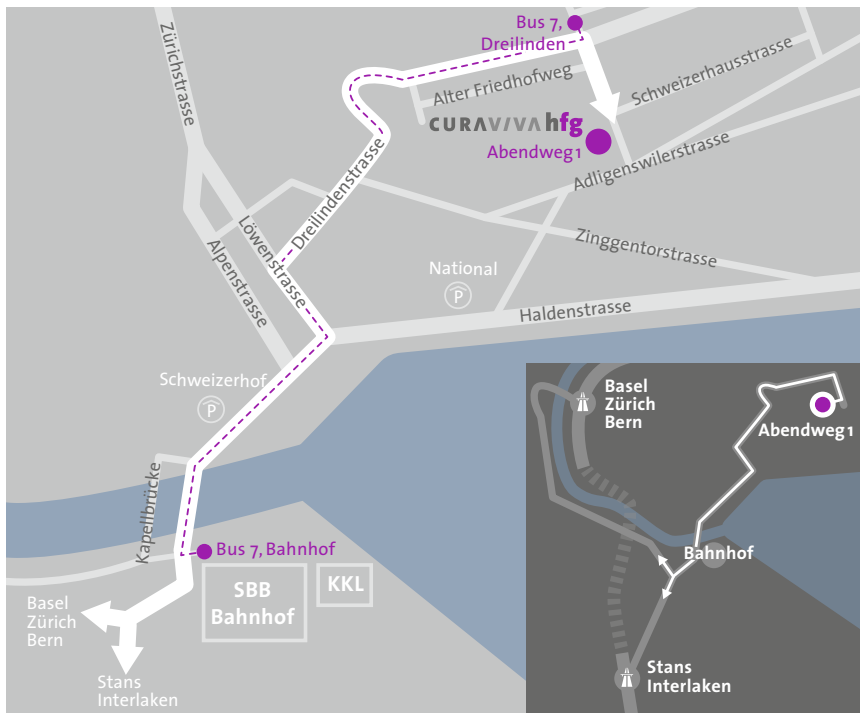 Bus 7,
Dreilinden
Zürichstrasse
Alter Friedhofweg
Schweizerhausstrasse
CURAVIVA hfg
Abendweg 1
Adligenswilerstrasse
Dreilindenstrasse
Löwenstrasse
Alpenstrasse
Zinggentorstrasse
National
P
Haldenstrasse
Schweizerhof
P
Kapellbrücke
Bus 7, Bahnhof
SBB
Bahnhof
KKL
Basel
Zürich
Bern
Stans
Interlaken
Basel
Zürich
Bern
Abendweg 1
Bahnhof
Stans
Interlaken